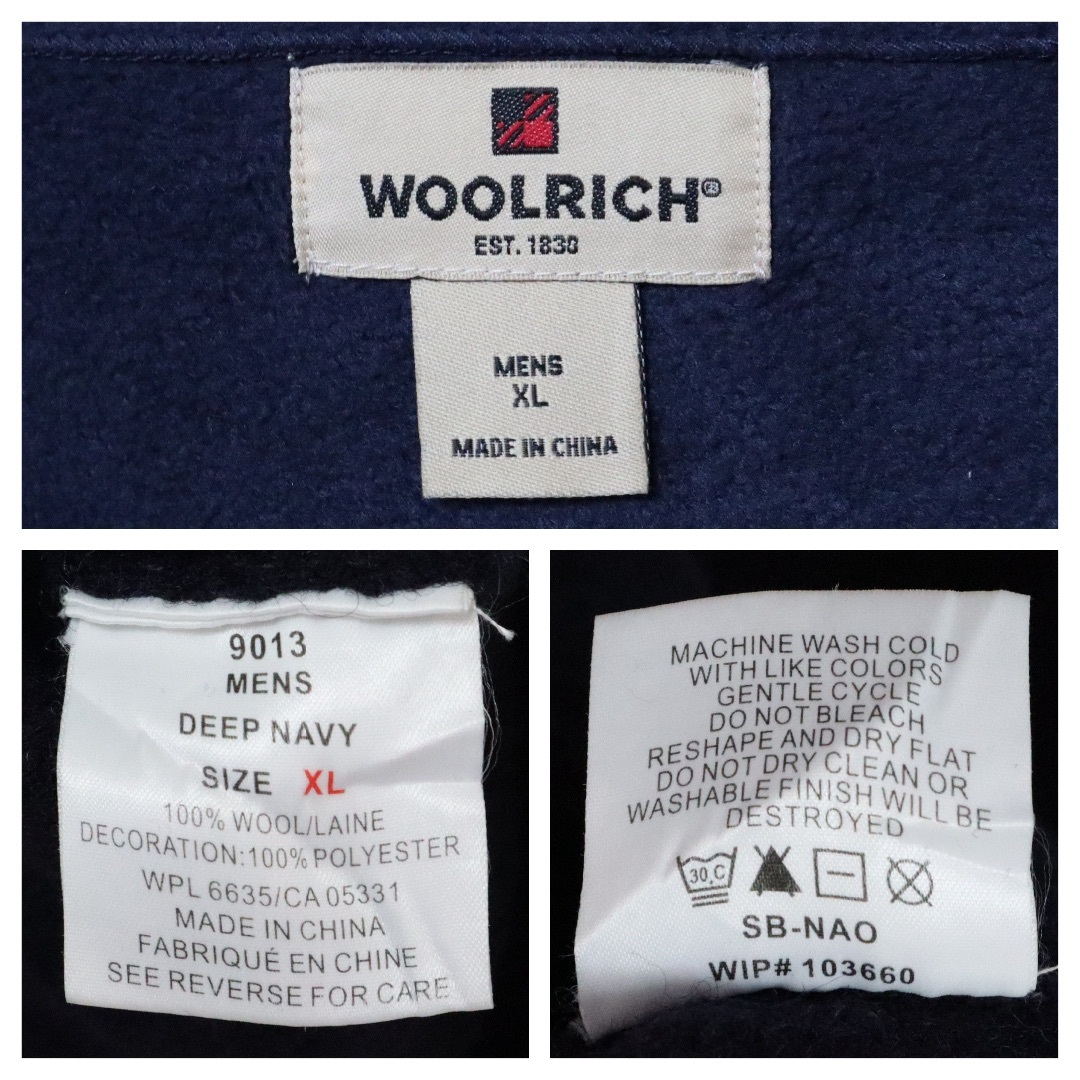 WOOLRICH®
EST. 1830
MENS
XL
MADE IN CHINA
9013
MENS
DEEP NAVY
SIZE XL
100% WOOL/LAINE
DECORATION:100% POLYESTER
WPL 6635/CA 05331
MADE IN CHINA
FABRIQUÉ EN CHINE
SEE REVERSE FOR CARE
MACHINE WASH COLD
WITH LIKE COLORS
GENTLE CYCLE
DO NOT BLEACH
RESHAPE AND DRY FLAT
DO NOT DRY CLEAN OR
WASHABLE FINISH WILL BE
DESTROYED
30.C
SB-NAO
WIP# 103660